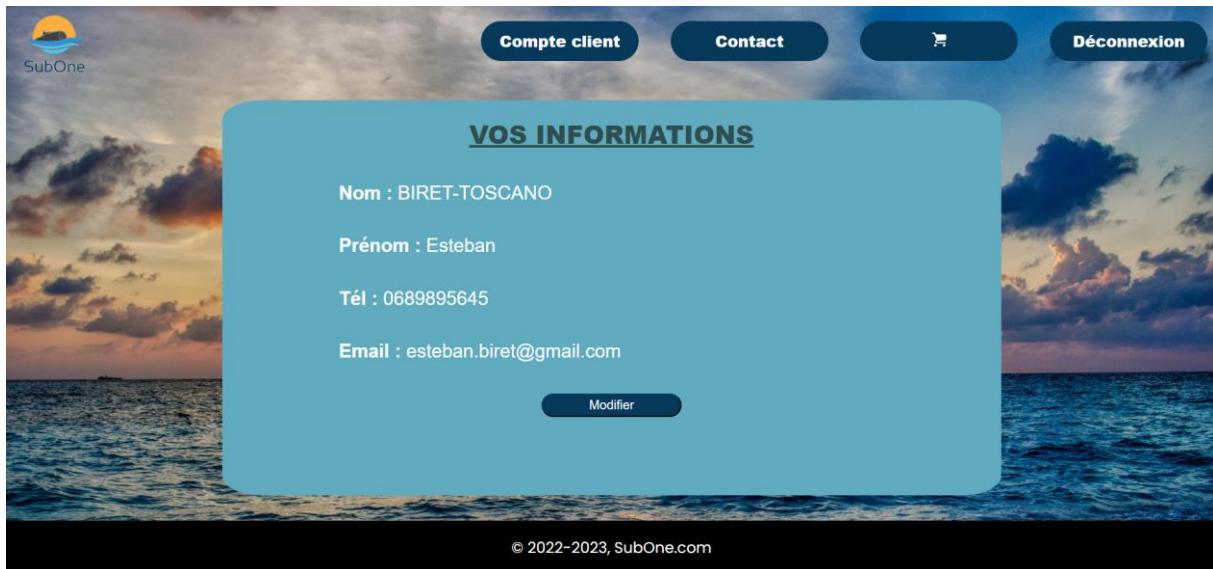 SubOne
Compte client
Contact
Déconnexion
VOS INFORMATIONS
Nom : BIRET-TOSCANO
Prénom : Esteban
Tél : 0689895645
Email : esteban.biret@gmail.com
Modifier
© 2022-2023, SubOne.com